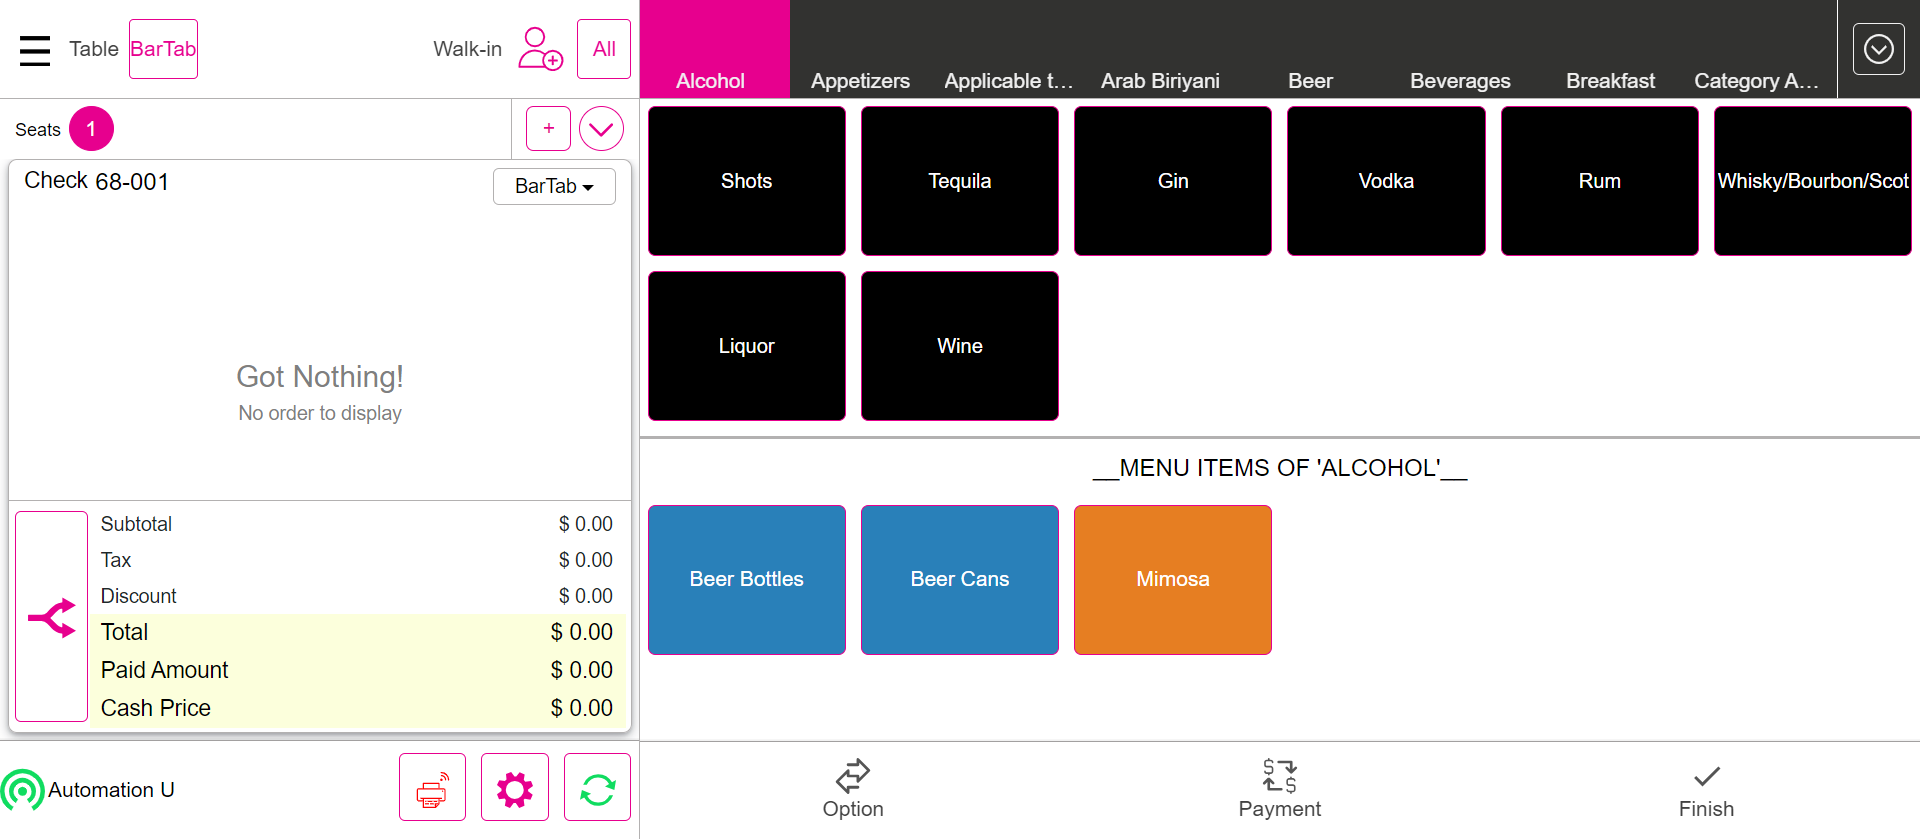 Table BarTab Walk-in All
Alcohol Appetizers Applicable t... Arab Biriyani Beer Beverages Breakfast Category A...
Seats 1 +
Check 68-001 BarTab
Got Nothing!
No order to display
Subtotal $ 0.00
Tax $ 0.00
Discount $ 0.00
Total $ 0.00
Paid Amount $ 0.00
Cash Price $ 0.00
Automation U
Shots Tequila Gin Vodka Rum Whisky/Bourbon/Scot
Liquor Wine
__MENU ITEMS OF 'ALCOHOL'__
Beer Bottles Beer Cans Mimosa
Option Payment Finish